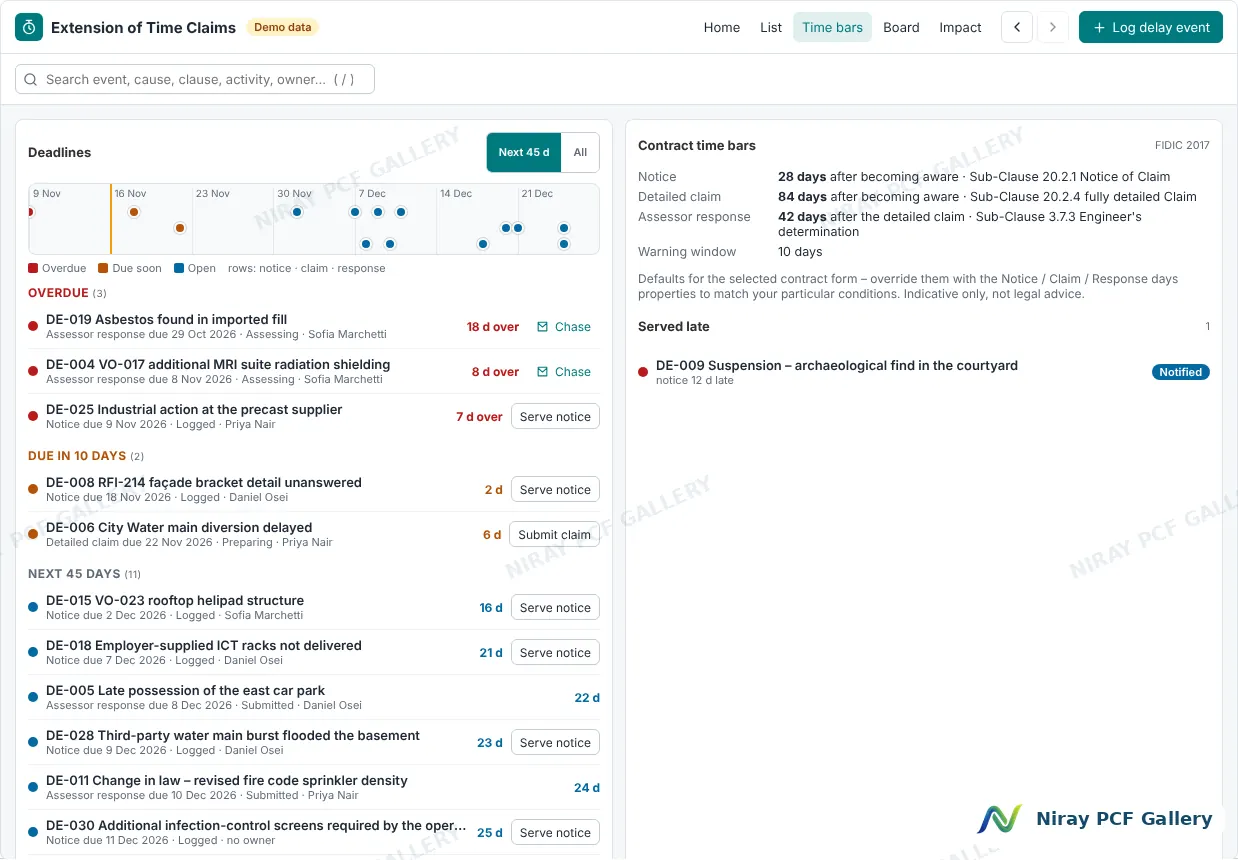 Extension of Time Claims Demo data Home List Time bars Board Impact + Log delay event
Search event, cause, clause, activity, owner... ( / )
Deadlines Next 45 d All
9 Nov 16 Nov 23 Nov 30 Nov 7 Dec 14 Dec 21 Dec
Overdue Due soon Open rows: notice · claim · response
OVERDUE (3)
DE-019 Asbestos found in imported fill
Assessor response due 29 Oct 2026 · Assessing · Sofia Marchetti
18 d over Chase
DE-004 VO-017 additional MRI suite radiation shielding
Assessor response due 8 Nov 2026 · Assessing · Sofia Marchetti
8 d over Chase
DE-025 Industrial action at the precast supplier
Notice due 9 Nov 2026 · Logged · Priya Nair
7 d over Serve notice
DUE IN 10 DAYS (2)
DE-008 RFI-214 façade bracket detail unanswered
Notice due 18 Nov 2026 · Logged · Daniel Osei
2 d Serve notice
DE-006 City Water main diversion delayed
Detailed claim due 22 Nov 2026 · Preparing · Priya Nair
6 d Submit claim
NEXT 45 DAYS (11)
DE-015 VO-023 rooftop helipad structure
Notice due 2 Dec 2026 · Logged · Sofia Marchetti
16 d Serve notice
DE-018 Employer-supplied ICT racks not delivered
Notice due 7 Dec 2026 · Logged · Daniel Osei
21 d Serve notice
DE-005 Late possession of the east car park
Assessor response due 8 Dec 2026 · Submitted · Daniel Osei
22 d
DE-028 Third-party water main burst flooded the basement
Notice due 9 Dec 2026 · Logged · Daniel Osei
23 d Serve notice
DE-011 Change in law – revised fire code sprinkler density
Assessor response due 10 Dec 2026 · Submitted · Priya Nair
24 d
DE-030 Additional infection-control screens required by the oper...
Notice due 11 Dec 2026 · Logged · no owner
25 d Serve notice
Contract time bars FIDIC 2017
Notice 28 days after becoming aware · Sub-Clause 20.2.1 Notice of Claim
Detailed claim 84 days after becoming aware · Sub-Clause 20.2.4 fully detailed Claim
Assessor response 42 days after the detailed claim · Sub-Clause 3.7.3 Engineer's
determination
Warning window 10 days
Defaults for the selected contract form – override them with the Notice / Claim / Response days
properties to match your particular conditions. Indicative only, not legal advice.
Served late 1
DE-009 Suspension – archaeological find in the courtyard
notice 12 d late
Notified
NIRAY PCF GALLERY
NIRAY PCF GALLERY
NIRAY PCF GALLERY
Niray PCF Gallery